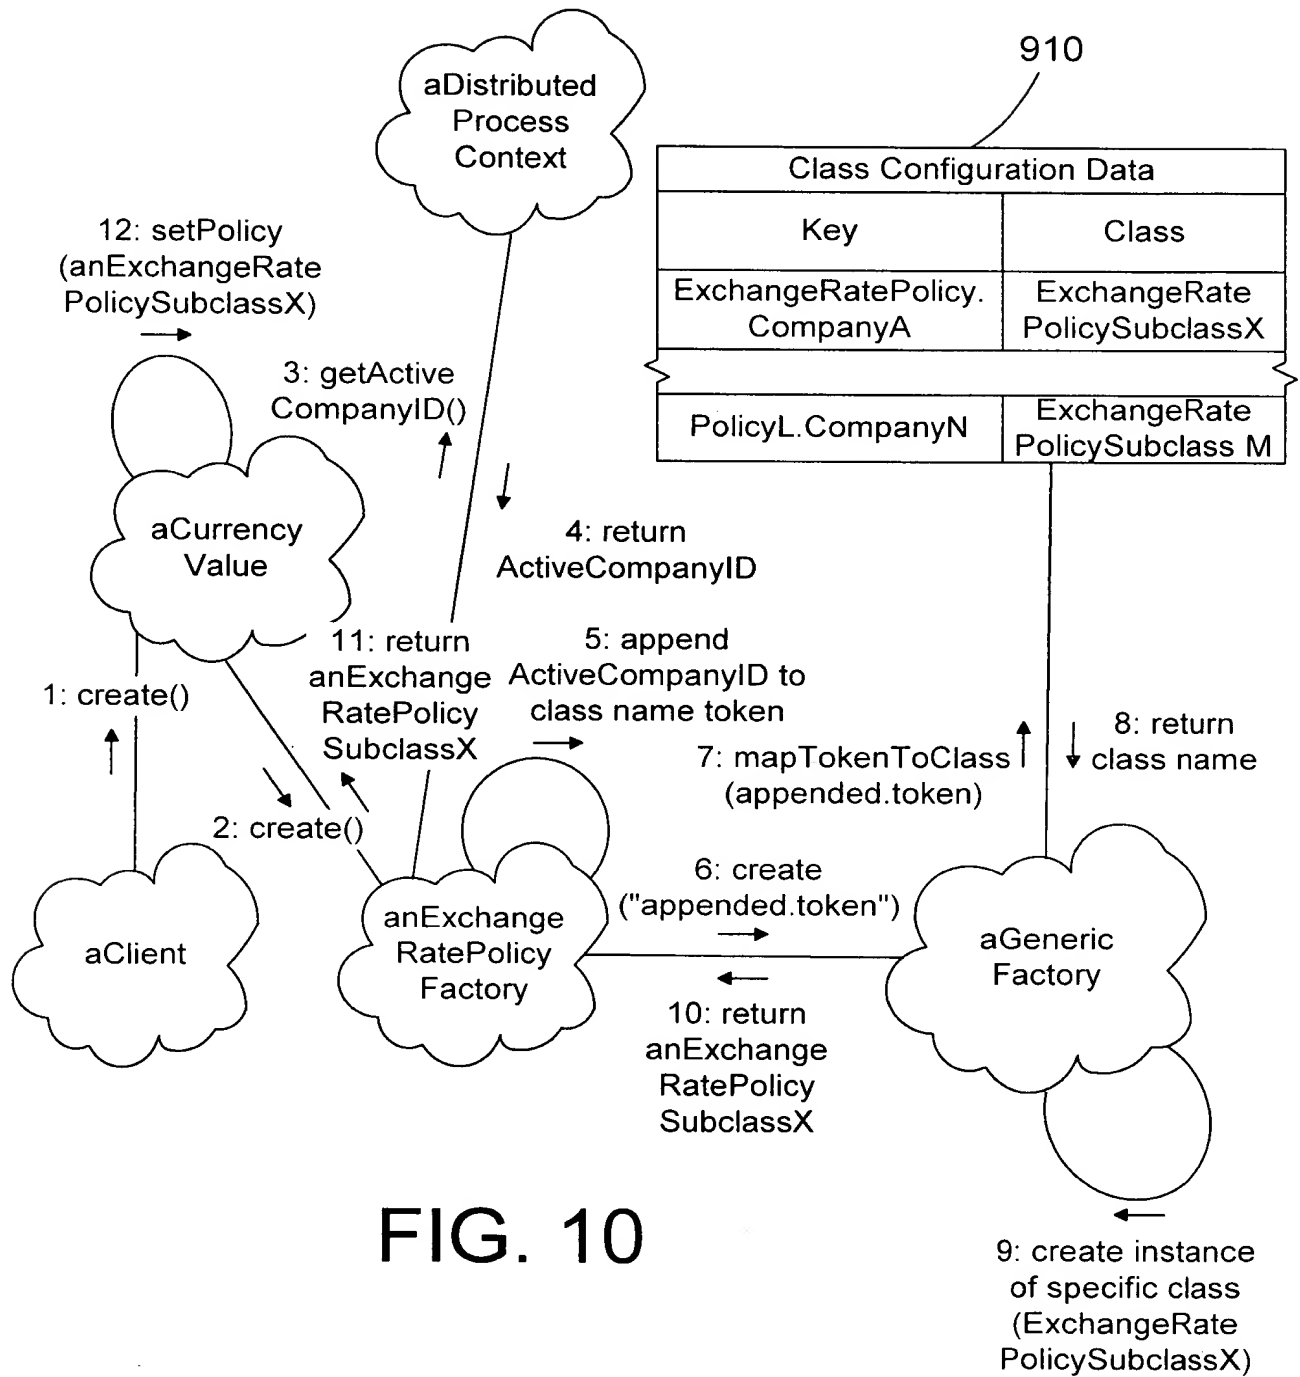 910
aDistributed
Process
Context
Class Configuration Data
Key
Class
ExchangeRatePolicy.
CompanyA
ExchangeRate
PolicySubclassX
PolicyL.CompanyN
ExchangeRate
PolicySubclass M
12: setPolicy
(anExchangeRate
PolicySubclassX)
3: getActive
CompanyID()
aCurrency
Value
4: return
ActiveCompanyID
11: return
anExchange
RatePolicy
SubclassX
5: append
ActiveCompanyID to
class name token
1: create()
7: mapTokenToClass
(appended.token)
8: return
class name
2: create()
6: create
("appended.token")
aClient
anExchange
RatePolicy
Factory
aGeneric
Factory
10: return
anExchange
RatePolicy
SubclassX
FIG. 10
9: create instance
of specific class
(ExchangeRate
PolicySubclassX)